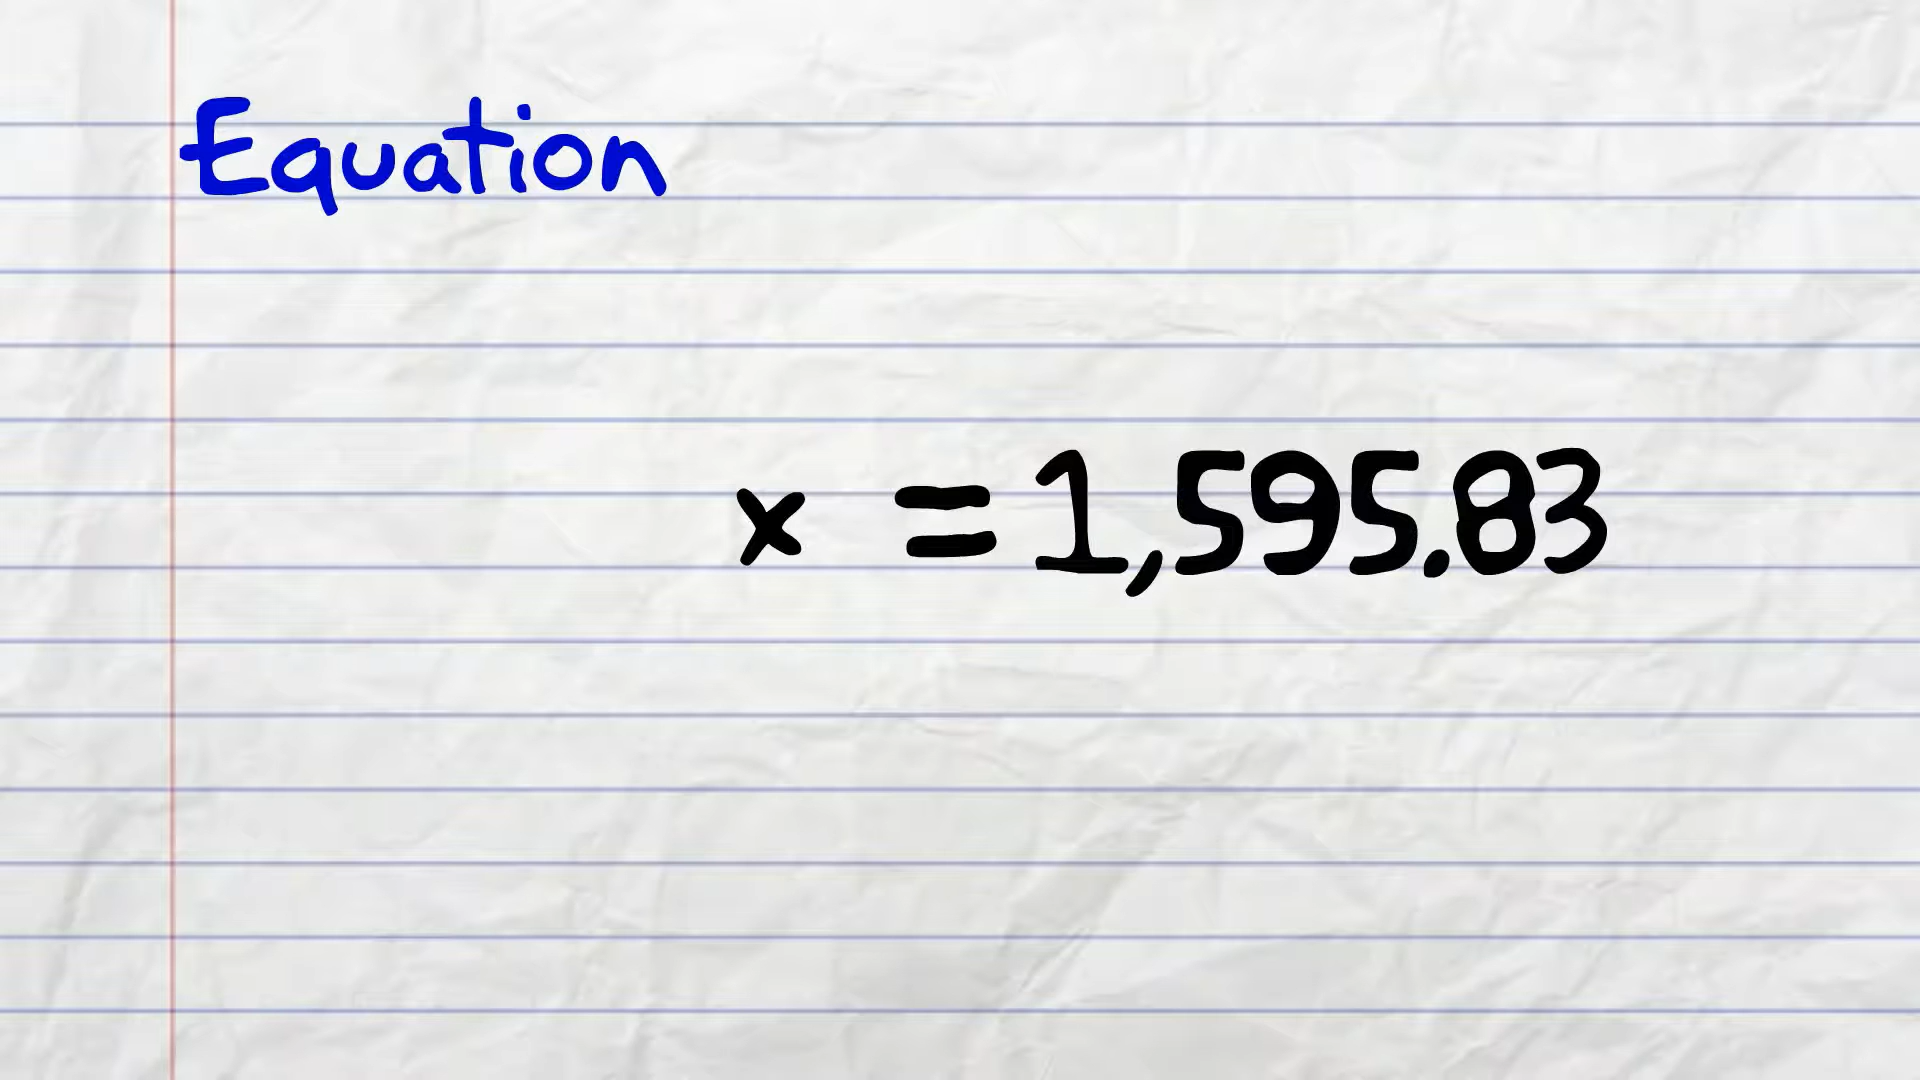 Equation
x = 1,595.83